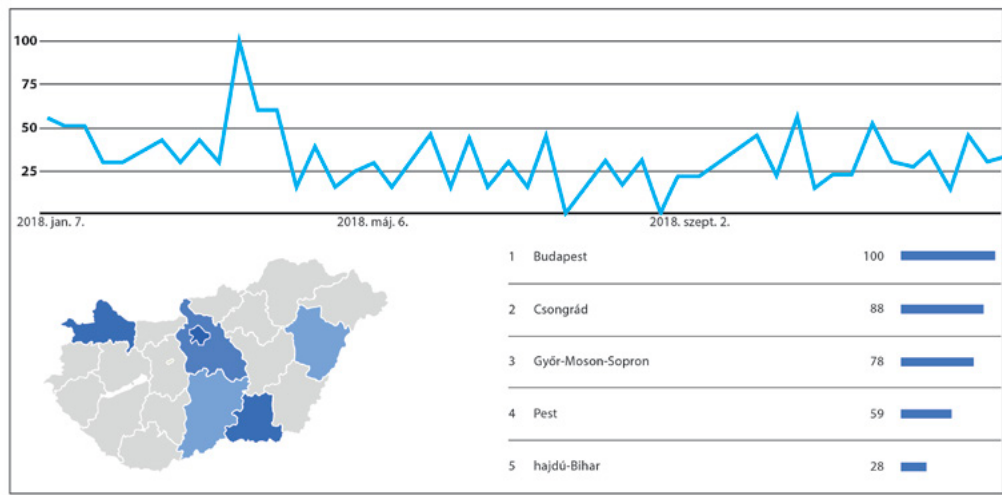 100
75
50
25
2018. jan. 7.
2018. máj. 6.
2018. szept. 2.
1 Budapest 100
2 Csongrád 88
3 Győr-Moson-Sopron 78
4 Pest 59
5 hajdú-Bihar 28